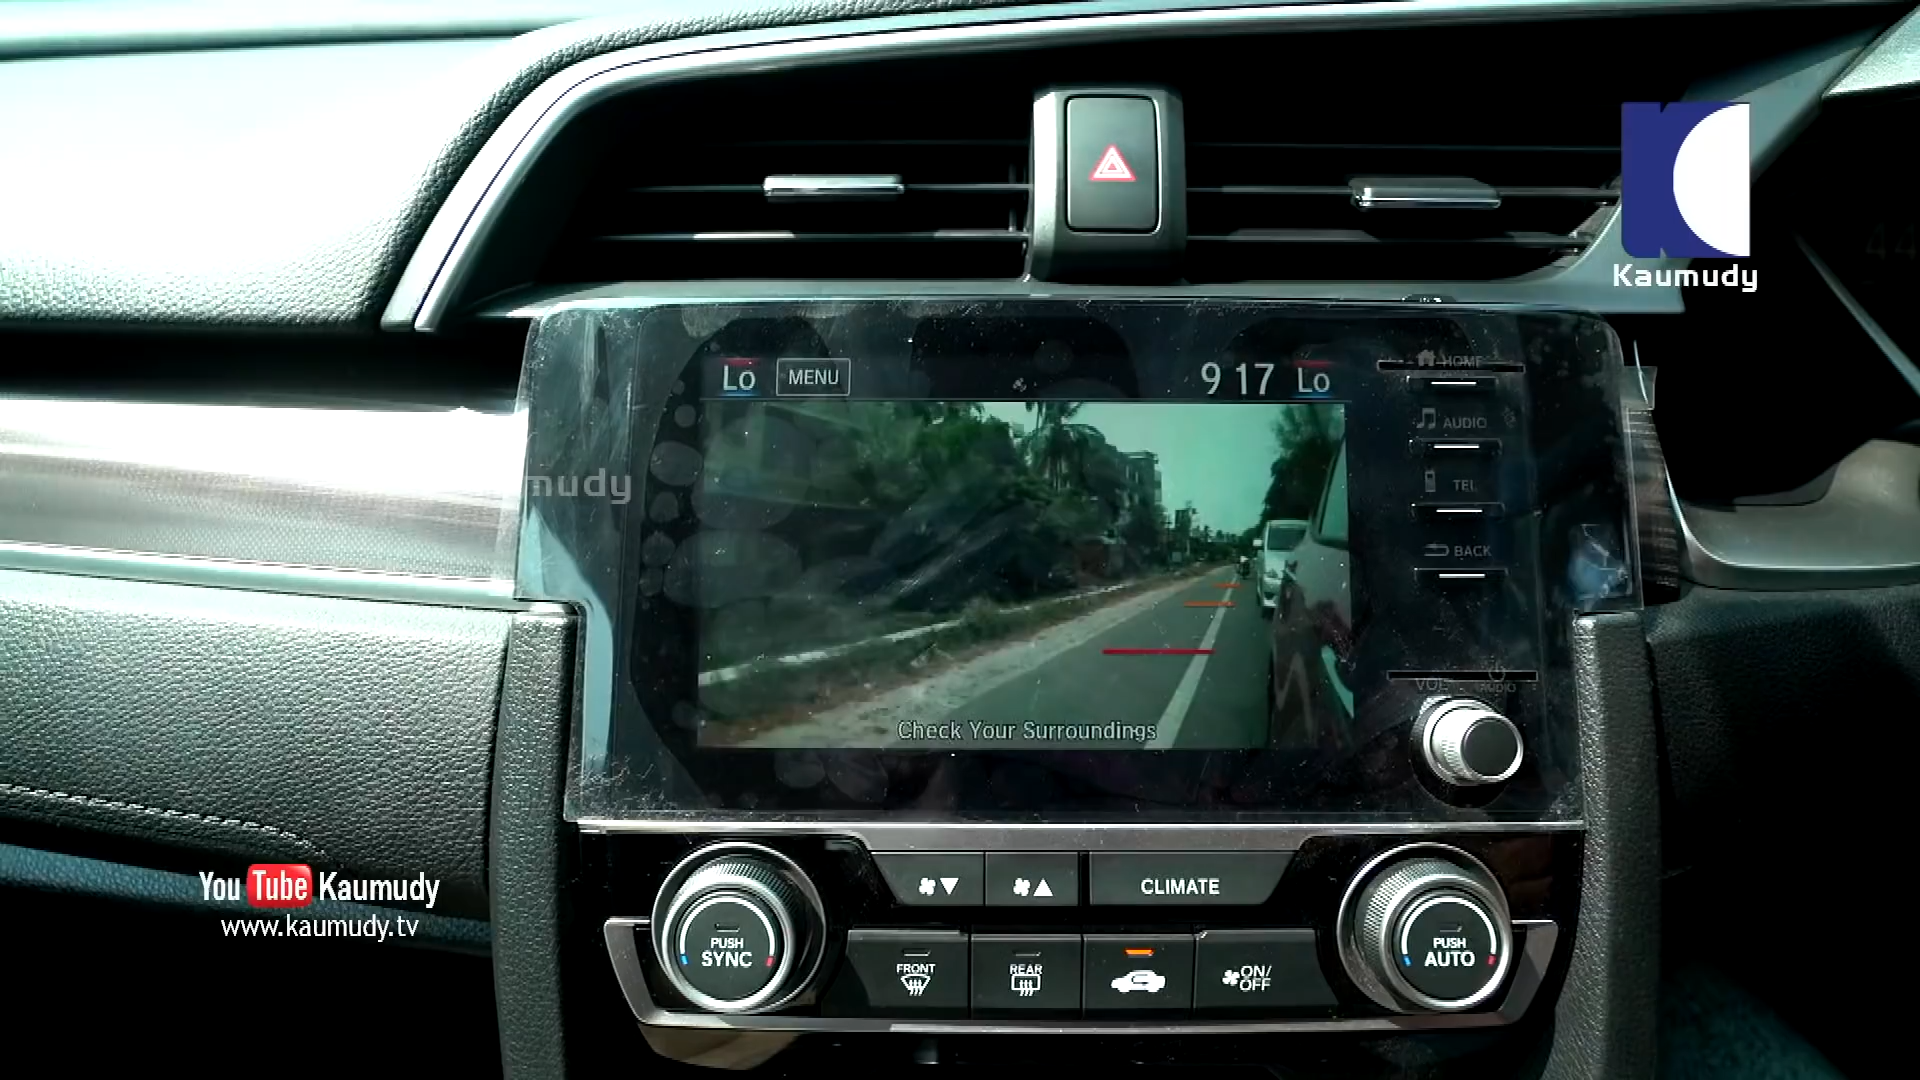 Kaumudy
Lo MENU 9 17 Lo
HOME
AUDIO
TEL
BACK
mudy
VOL AUDIO
Check Your Surroundings
CLIMATE
PUSH SYNC
FRONT
REAR
ON/OFF
PUSH AUTO
You Tube Kaumudy
www.kaumudy.tv